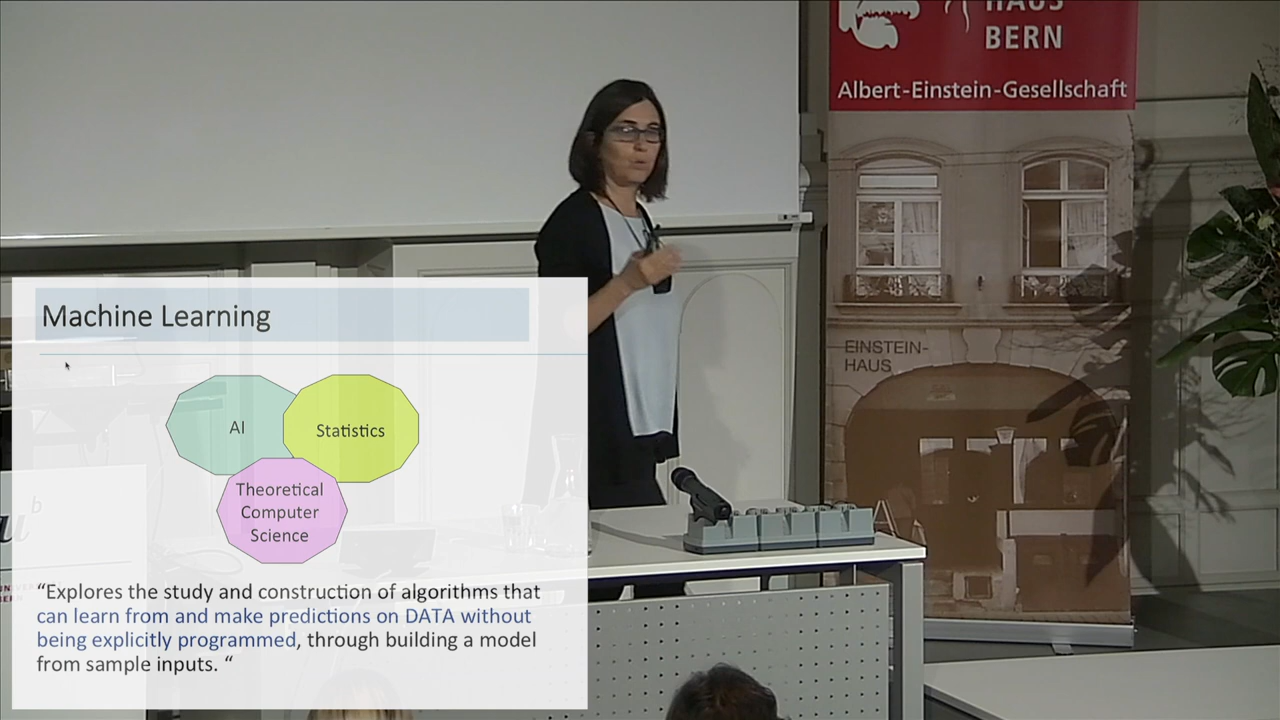 HAUS
BERN
Albert-Einstein-Gesellschaft
EINSTEIN-
HAUS
Machine Learning
AI
Statistics
Theoretical
Computer
Science
“Explores the study and construction of algorithms that
can learn from and make predictions on DATA without
being explicitly programmed, through building a model
from sample inputs. “
b
BERN